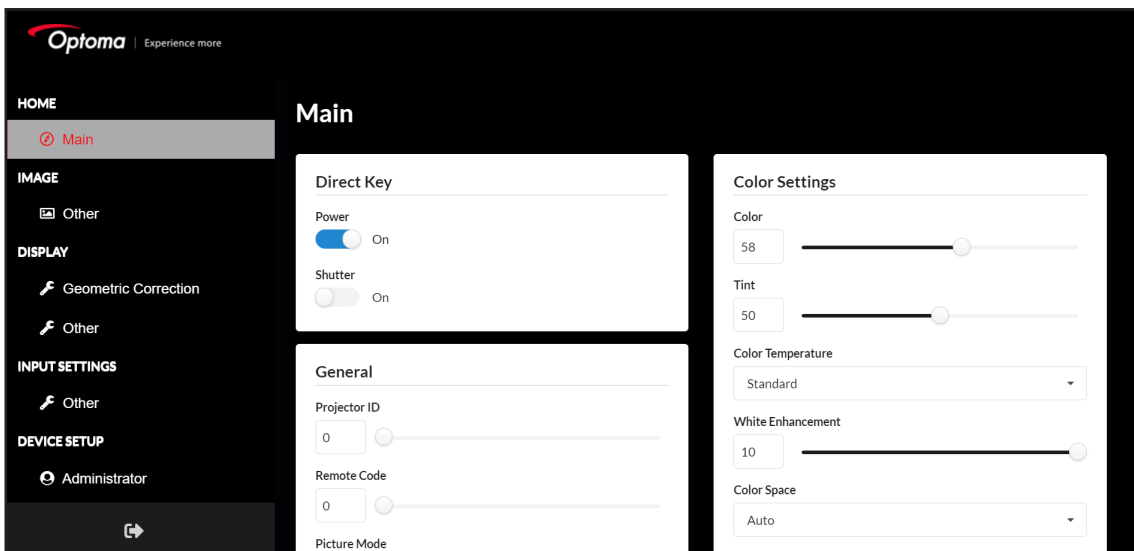 Optoma | Experience more
HOME
Main
IMAGE
Other
DISPLAY
Geometric Correction
Other
INPUT SETTINGS
Other
DEVICE SETUP
Administrator
Main
Direct Key
Power
On
Shutter
On
General
Projector ID
0
Remote Code
0
Picture Mode
Color Settings
Color
58
Tint
50
Color Temperature
Standard
White Enhancement
10
Color Space
Auto